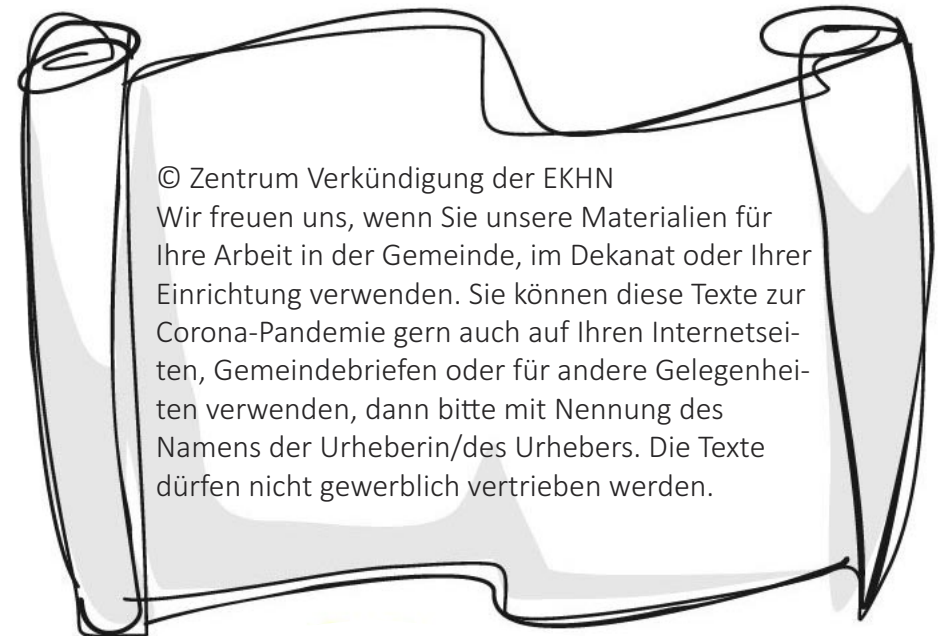 © Zentrum Verkündigung der EKHN
Wir freuen uns, wenn Sie unsere Materialien für
Ihre Arbeit in der Gemeinde, im Dekanat oder Ihrer
Einrichtung verwenden. Sie können diese Texte zur
Corona-Pandemie gern auch auf Ihren Internetsei-
ten, Gemeindebriefen oder für andere Gelegenhei-
ten verwenden, dann bitte mit Nennung des
Namens der Urheberin/des Urhebers. Die Texte
dürfen nicht gewerblich vertrieben werden.